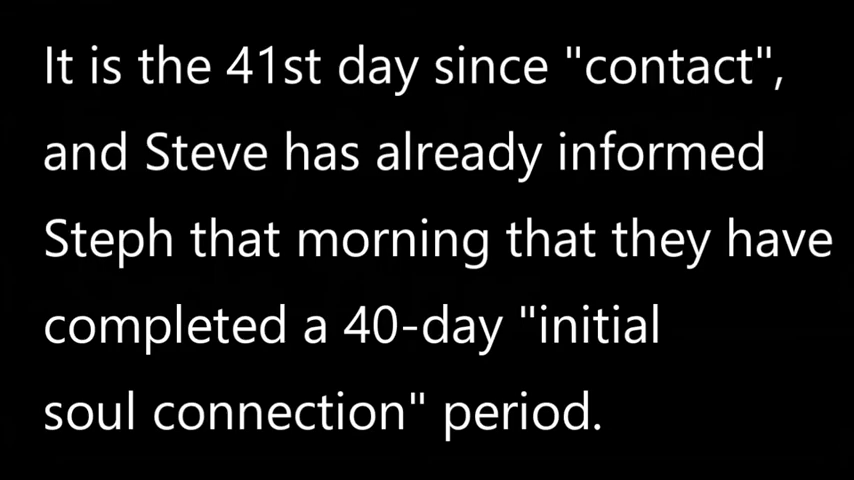 It is the 41st day since "contact",
and Steve has already informed
Steph that morning that they have
completed a 40-day "initial
soul connection" period.